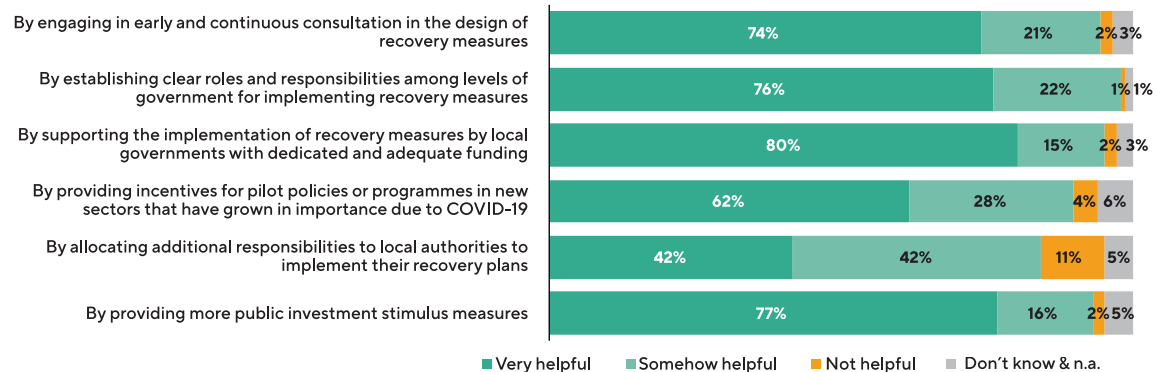 By engaging in early and continuous consultation in the design of
recovery measures
74% 21% 2% 3%
By establishing clear roles and responsibilities among levels of
government for implementing recovery measures
76% 22% 1% 1%
By supporting the implementation of recovery measures by local
governments with dedicated and adequate funding
80% 15% 2% 3%
By providing incentives for pilot policies or programmes in new
sectors that have grown in importance due to COVID-19
62% 28% 4% 6%
By allocating additional responsibilities to local authorities to
implement their recovery plans
42% 42% 11% 5%
By providing more public investment stimulus measures
77% 16% 2% 5%
Very helpful Somehow helpful Not helpful Don't know & n.a.